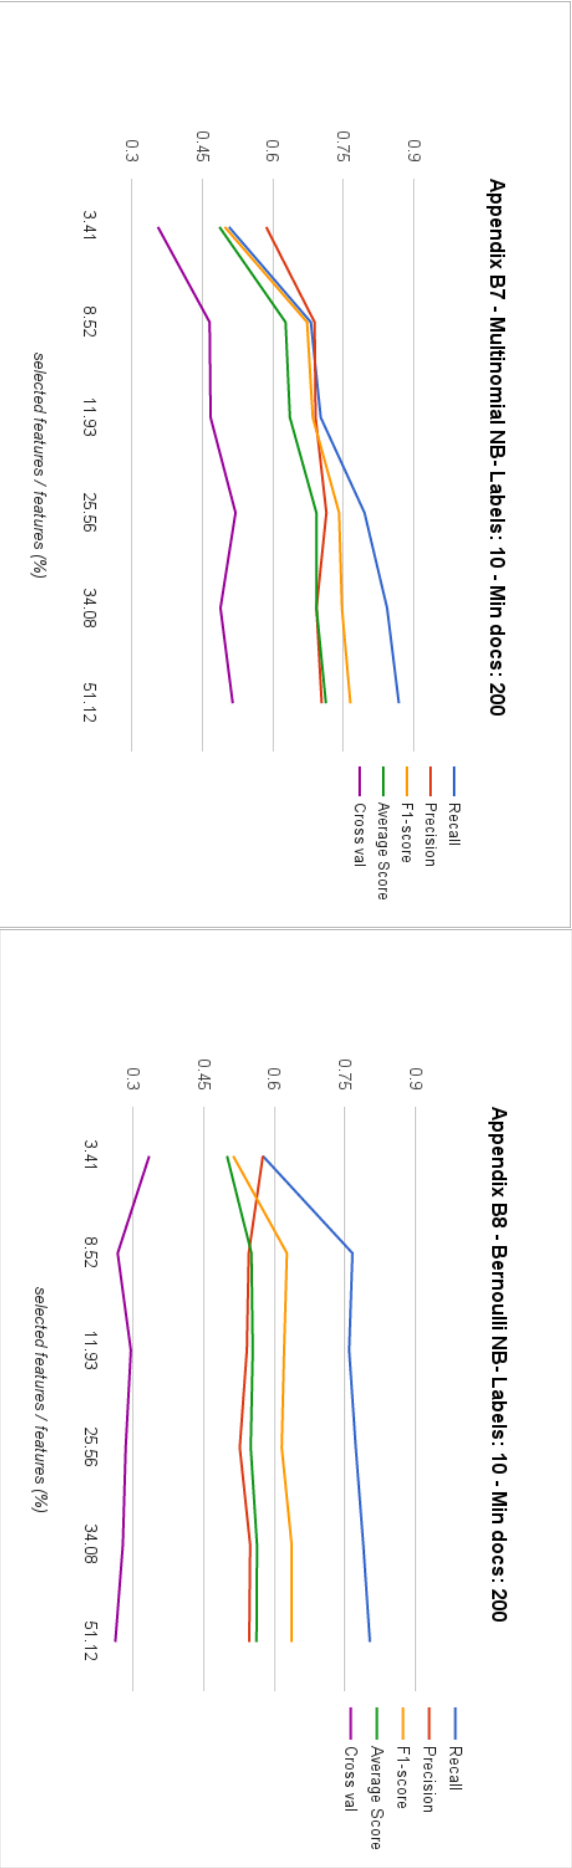 Appendix B7 - Multinomial NB- Labels: 10 - Min docs: 200
0.9
0.75
0.6
0.45
0.3
3.41 8.52 11.93 25.56 34.08 51.12
selected features / features (%)
Recall
Precision
F1-score
Average Score
Cross val
Appendix B8 - Bernoulli NB- Labels: 10 - Min docs: 200
0.9
0.75
0.6
0.45
0.3
3.41 8.52 11.93 25.56 34.08 51.12
selected features / features (%)
Recall
Precision
F1-score
Average Score
Cross val